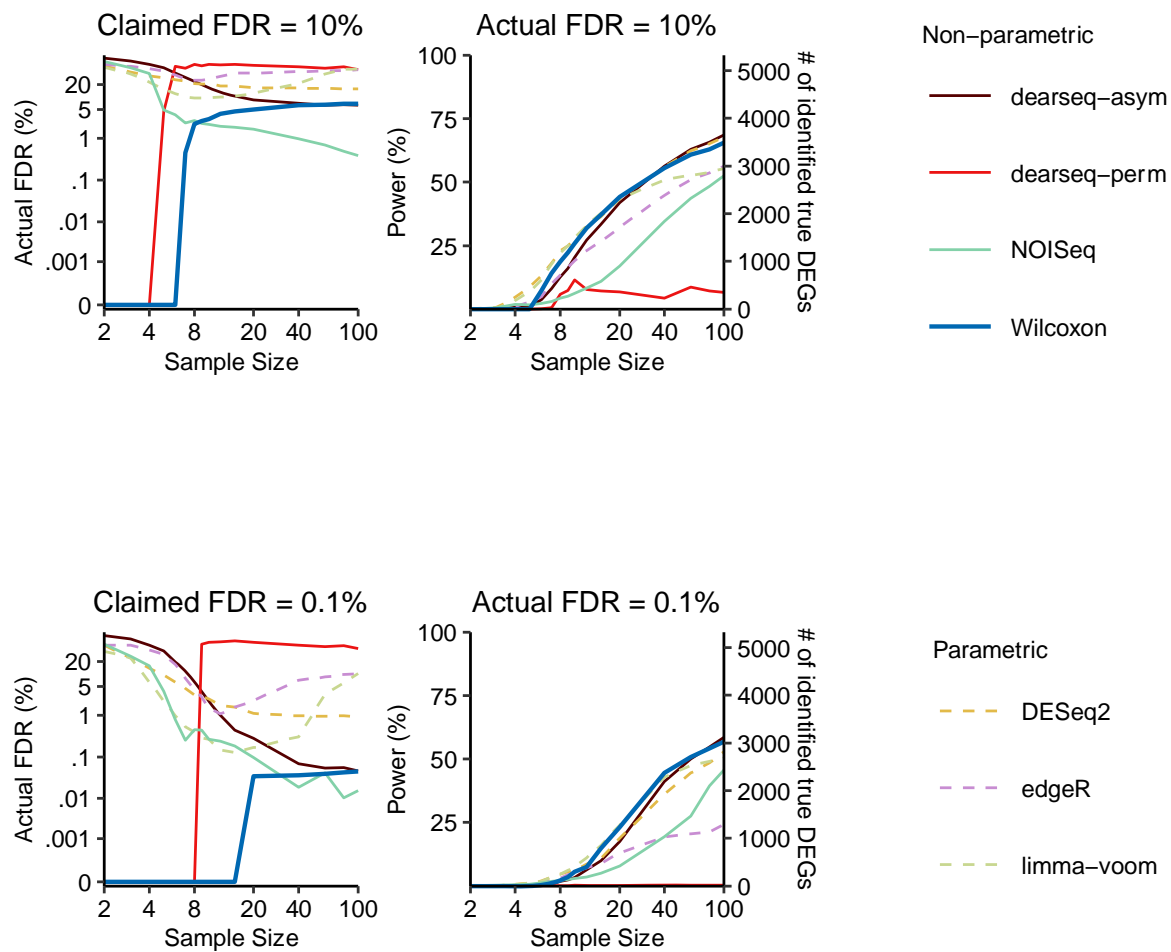 Claimed FDR = 10%
Actual FDR (%)
20
5
1
.1
.01
.001
0
2 4 8 20 40 100
Sample Size
Actual FDR = 10%
Power (%)
100
75
50
25
5000
4000
3000
2000
1000
0
# of identified true DEGs
2 4 8 20 40 100
Sample Size
Non−parametric
dearseq−asym
dearseq−perm
NOISeq
Wilcoxon
Claimed FDR = 0.1%
Actual FDR (%)
20
5
1
.1
.01
.001
0
2 4 8 20 40 100
Sample Size
Actual FDR = 0.1%
Power (%)
100
75
50
25
5000
4000
3000
2000
1000
0
# of identified true DEGs
2 4 8 20 40 100
Sample Size
Parametric
DESeq2
edgeR
limma−voom